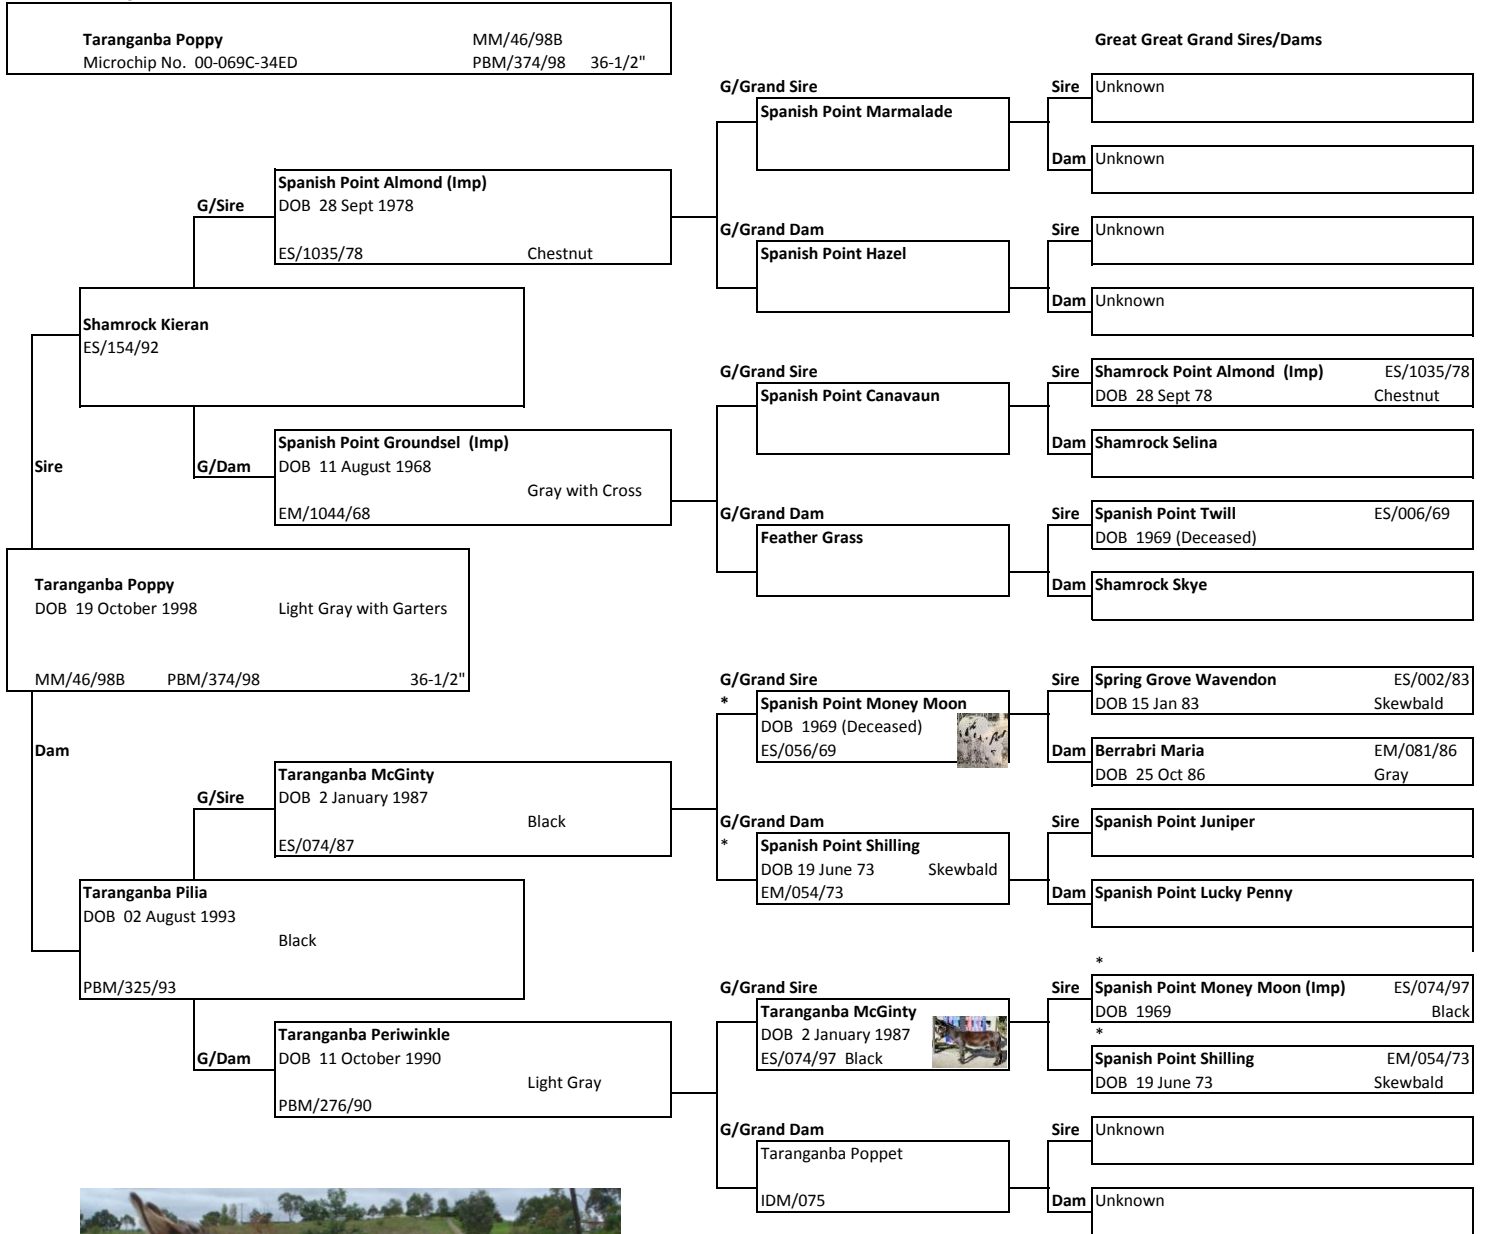 Taranganba Poppy MM/46/98B
Microchip No. 00-069C-34ED PBM/374/98 36-1/2"
Great Great Grand Sires/Dams
G/Grand Sire
Spanish Point Marmalade
Sire Unknown
Dam Unknown
G/Sire
Spanish Point Almond (Imp)
DOB 28 Sept 1978
ES/1035/78 Chestnut
G/Grand Dam
Spanish Point Hazel
Sire Unknown
Dam Unknown
Shamrock Kieran
ES/154/92
G/Grand Sire
Spanish Point Canavaun
Sire Shamrock Point Almond (Imp) ES/1035/78
DOB 28 Sept 78 Chestnut
Dam Shamrock Selina
Sire
G/Dam
Spanish Point Groundsel (Imp)
DOB 11 August 1968
Gray with Cross
EM/1044/68
G/Grand Dam
Feather Grass
Sire Spanish Point Twill ES/006/69
DOB 1969 (Deceased)
Dam Shamrock Skye
Taranganba Poppy
DOB 19 October 1998 Light Gray with Garters
MM/46/98B PBM/374/98 36-1/2"
G/Grand Sire
*
Spanish Point Money Moon
DOB 1969 (Deceased)
ES/056/69
Sire Spring Grove Wavendon ES/002/83
DOB 15 Jan 83 Skewbald
Dam Berrabri Maria EM/081/86
DOB 25 Oct 86 Gray
Dam
G/Sire
Taranganba McGinty
DOB 2 January 1987
Black
ES/074/87
G/Grand Dam
*
Spanish Point Shilling
DOB 19 June 73 Skewbald
EM/054/73
Sire Spanish Point Juniper
Dam Spanish Point Lucky Penny
Taranganba Pilia
DOB 02 August 1993
Black
PBM/325/93
G/Grand Sire
Taranganba McGinty
DOB 2 January 1987
ES/074/97 Black
*
Sire Spanish Point Money Moon (Imp) ES/074/97
DOB 1969 Black
*
Spanish Point Shilling EM/054/73
DOB 19 June 73 Skewbald
G/Dam
Taranganba Periwinkle
DOB 11 October 1990
Light Gray
PBM/276/90
G/Grand Dam
Taranganba Poppet
IDM/075
Sire Unknown
Dam Unknown